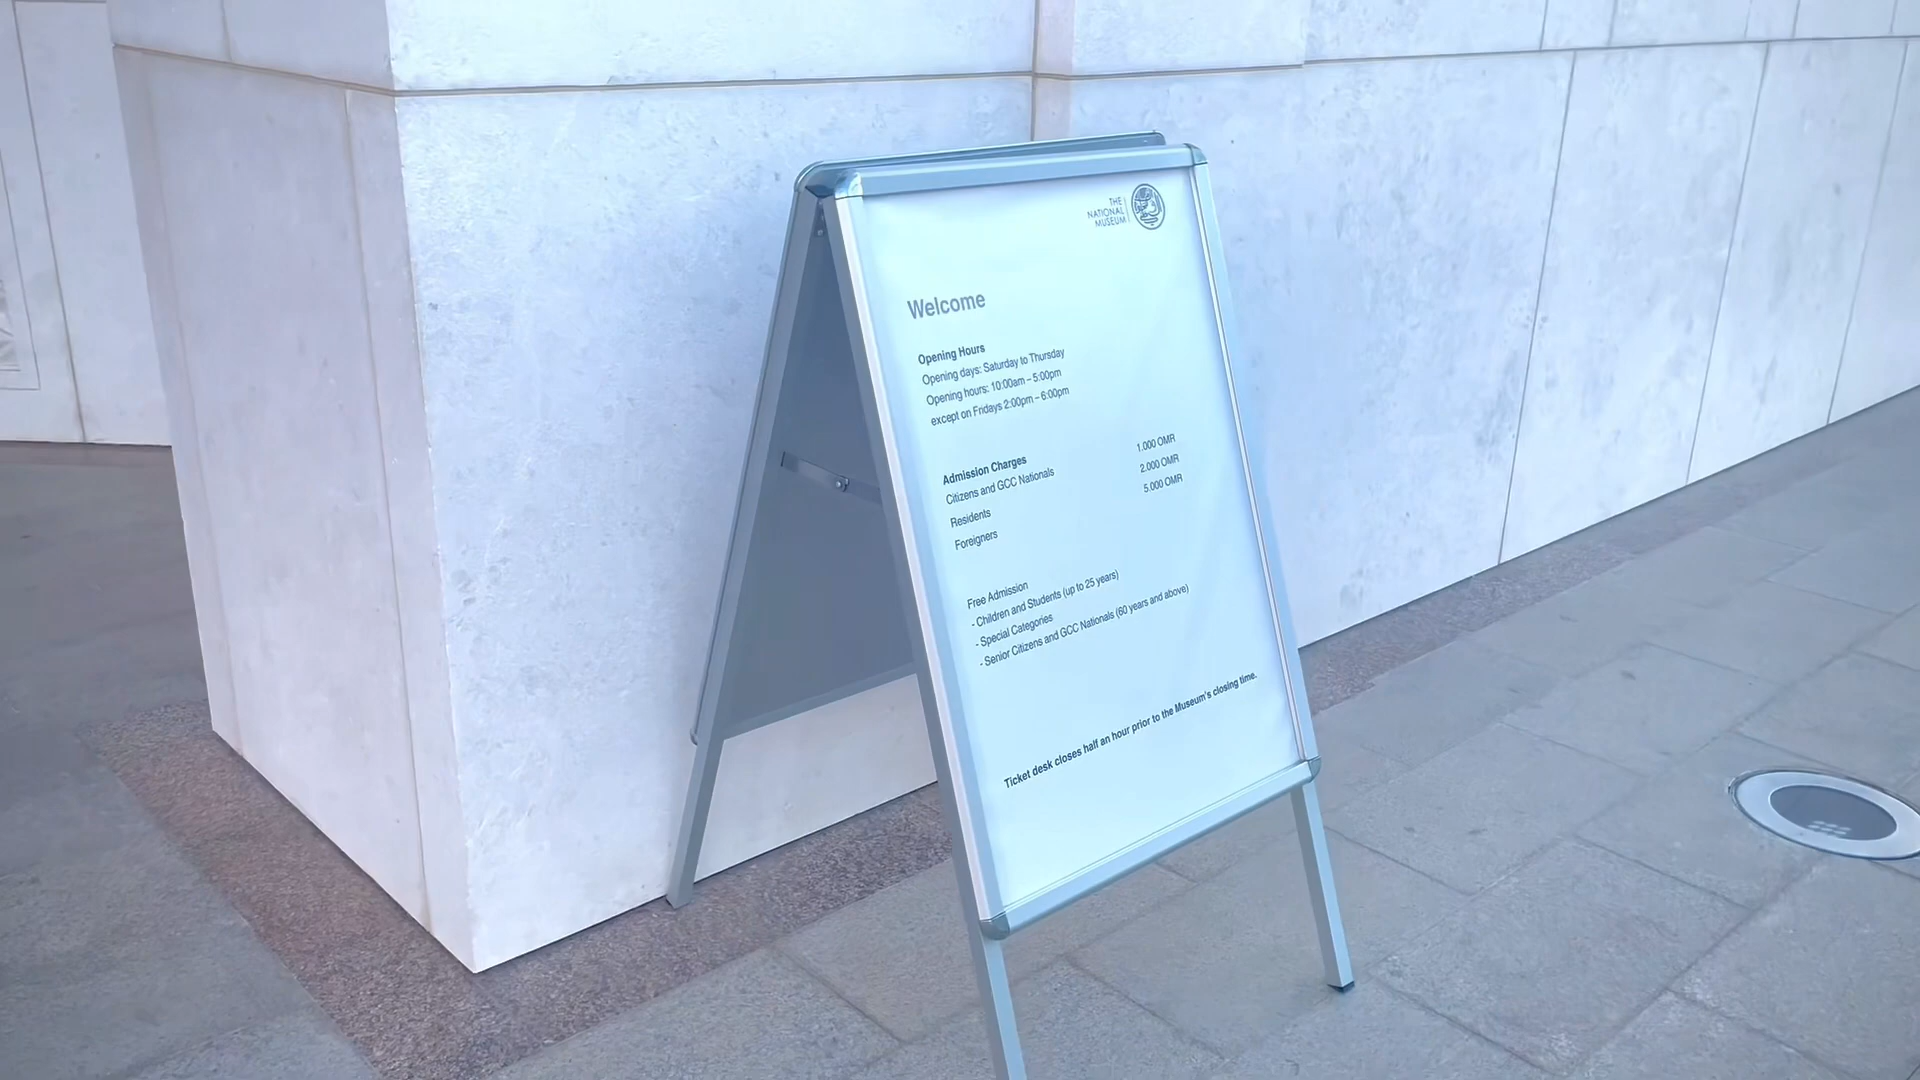 THE
NATIONAL
MUSEUM
Welcome
Opening Hours
Opening days: Saturday to Thursday
Opening hours: 10:00am – 5:00pm
except on Fridays 2:00pm – 6:00pm
Admission Charges
Citizens and GCC Nationals 1.000 OMR
Residents 2.000 OMR
Foreigners 5.000 OMR
Free Admission
- Children and Students (up to 25 years)
- Special Categories
- Senior Citizens and GCC Nationals (60 years and above)
Ticket desk closes half an hour prior to the Museum's closing time.